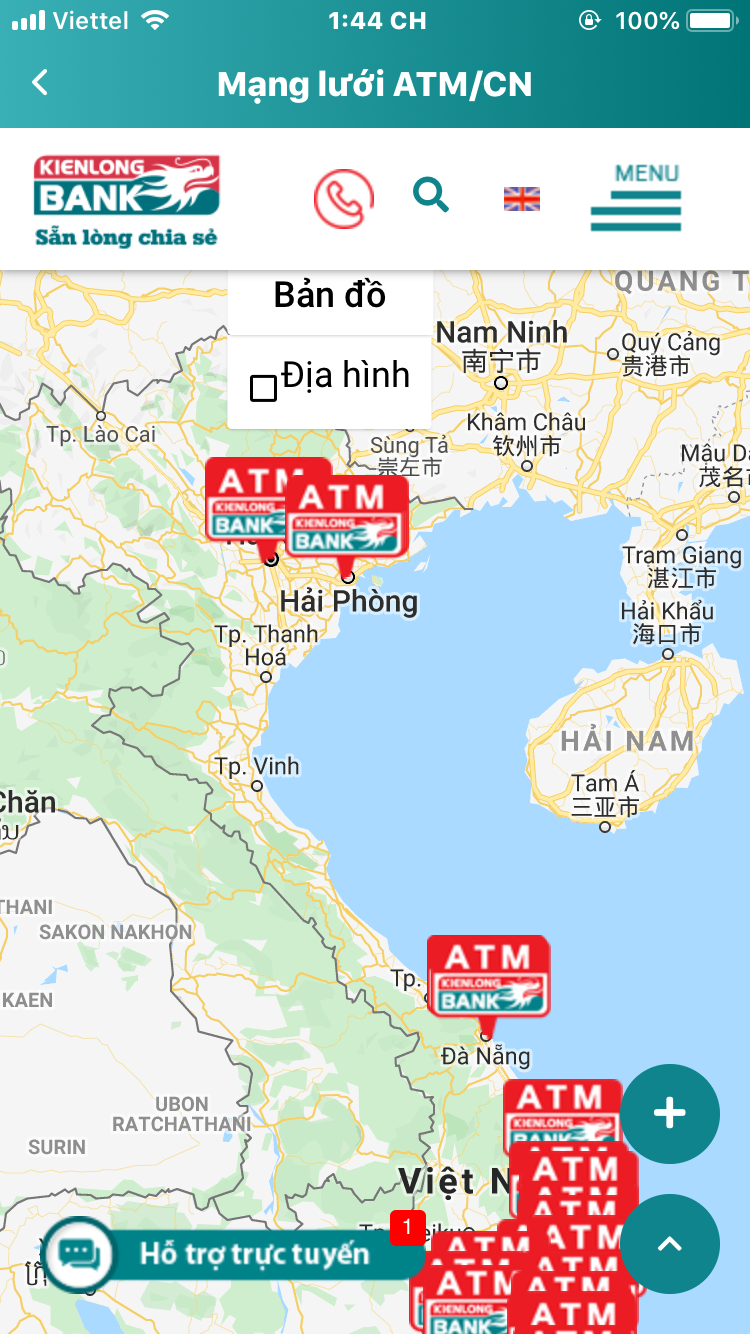 Viettel 1:44 CH 100%
Mạng lưới ATM/CN
KIENLONG
BANK
Sẵn lòng chia sẻ
MENU
Bản đồ
Địa hình
QUANG T
Nam Ninh
南宁市
Quý Cảng
贵港市
Tp. Lào Cai
Khâm Châu
钦州市
Sùng Tả
崇左市
Mậu Da
茂名市
ATM
KIENLONG
BANK
ATM
KIENLONG
BANK
Trạm Giang
湛江市
Hải Phòng
Hải Khẩu
海口市
Tp. Thanh
Hoá
HẢI NAM
Tp. Vinh
Tam Á
三亚市
Chăn
THANI
SAKON NAKHON
KAEN
Tp.
ATM
KIENLONG
BANK
Đà Nẵng
UBON
RATCHATHANI
SURIN
ATM
KIENLONG
BANK
Việt N
ATM
ATM
1
Hỗ trợ trực tuyến
ATM
ATM
ATM
ATM
ATM
KIENLONG
BANK
ATM